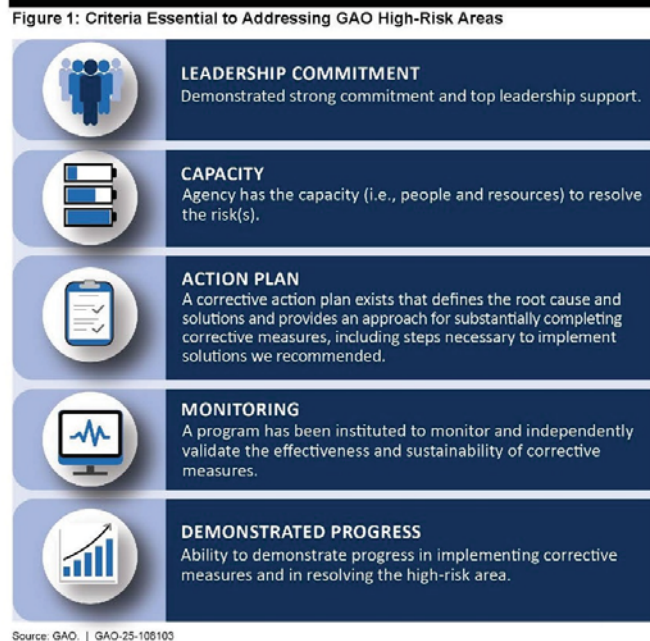 Figure 1: Criteria Essential to Addressing GAO High-Risk Areas
LEADERSHIP COMMITMENT
Demonstrated strong commitment and top leadership support.
CAPACITY
Agency has the capacity (i.e., people and resources) to resolve
the risk(s).
ACTION PLAN
A corrective action plan exists that defines the root cause and
solutions and provides an approach for substantially completing
corrective measures, including steps necessary to implement
solutions we recommended.
MONITORING
A program has been instituted to monitor and independently
validate the effectiveness and sustainability of corrective
measures.
DEMONSTRATED PROGRESS
Ability to demonstrate progress in implementing corrective
measures and in resolving the high-risk area.
Source: GAO. | GAO-25-108103